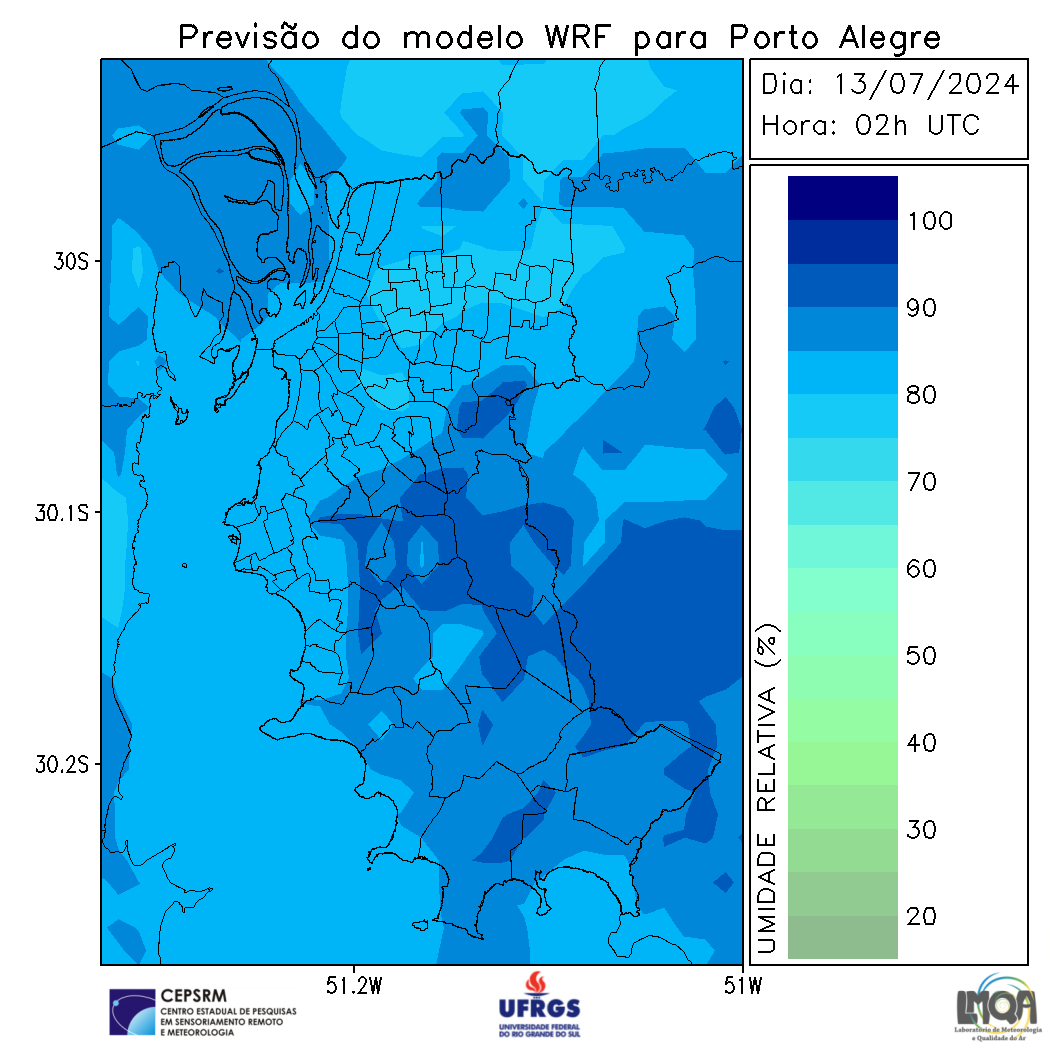 Previsão do modelo WRF para Porto Alegre
Dia: 13/07/2024
Hora: 02h UTC
30S
30.1S
30.2S
51.2W
51W
100
90
80
70
60
50
40
30
20
UMIDADE RELATIVA (%)
CEPSRM
CENTRO ESTADUAL DE PESQUISAS
EM SENSORIAMENTO REMOTO
E METEOROLOGIA
UFRGS
UNIVERSIDADE FEDERAL
DO RIO GRANDE DO SUL
LMQA
Laboratório de Meteorologia
e Qualidade do Ar